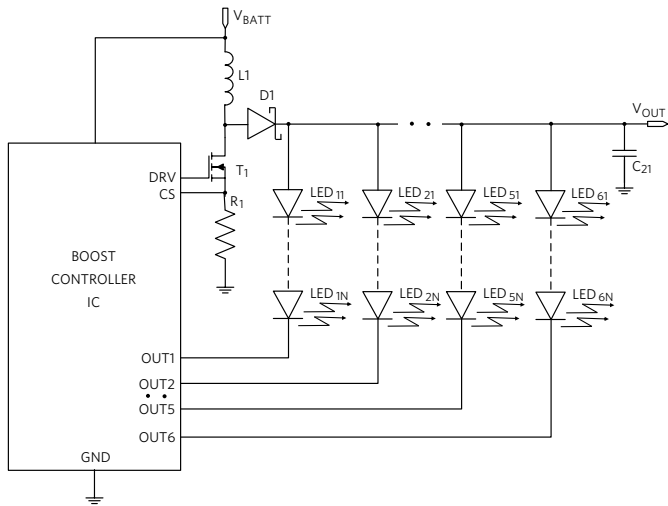 VBATT
L1
D1
VOUT
C21
DRV
T1
CS
R1
LED11
LED21
LED51
LED61
BOOST
CONTROLLER
IC
LED1N
LED2N
LED5N
LED6N
OUT1
OUT2
OUT5
OUT6
GND